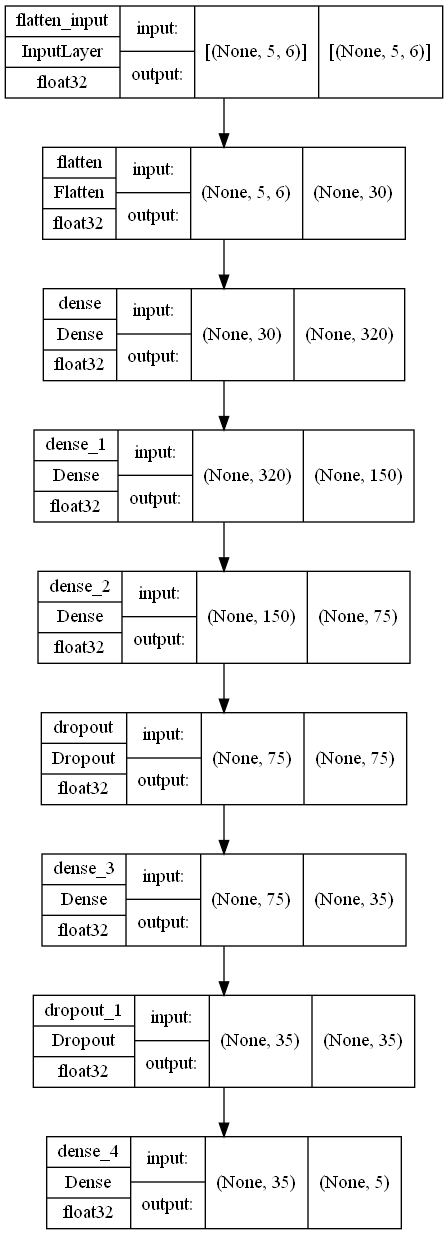 flatten_input
InputLayer
float32
input:
output:
[(None, 5, 6)]
[(None, 5, 6)]
flatten
Flatten
float32
input:
output:
(None, 5, 6)
(None, 30)
dense
Dense
float32
input:
output:
(None, 30)
(None, 320)
dense_1
Dense
float32
input:
output:
(None, 320)
(None, 150)
dense_2
Dense
float32
input:
output:
(None, 150)
(None, 75)
dropout
Dropout
float32
input:
output:
(None, 75)
(None, 75)
dense_3
Dense
float32
input:
output:
(None, 75)
(None, 35)
dropout_1
Dropout
float32
input:
output:
(None, 35)
(None, 35)
dense_4
Dense
float32
input:
output:
(None, 35)
(None, 5)